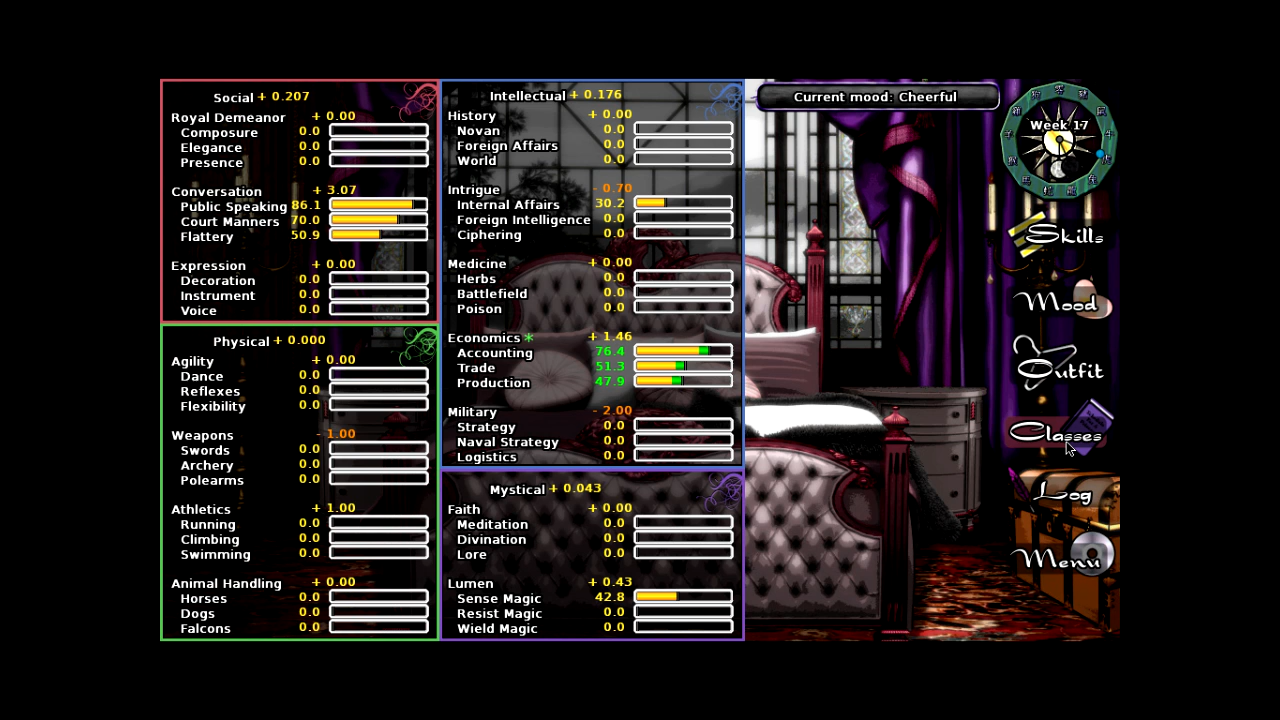 Social + 0.207
Royal Demeanor + 0.00
Composure 0.0
Elegance 0.0
Presence 0.0
Conversation + 3.07
Public Speaking 86.1
Court Manners 70.0
Flattery 50.9
Expression + 0.00
Decoration 0.0
Instrument 0.0
Voice 0.0
Physical + 0.000
Agility + 0.00
Dance 0.0
Reflexes 0.0
Flexibility 0.0
Weapons - 1.00
Swords 0.0
Archery 0.0
Polearms 0.0
Athletics + 1.00
Running 0.0
Climbing 0.0
Swimming 0.0
Animal Handling + 0.00
Horses 0.0
Dogs 0.0
Falcons 0.0
Intellectual + 0.176
History + 0.00
Novan 0.0
Foreign Affairs 0.0
World 0.0
Intrigue - 0.70
Internal Affairs 30.2
Foreign Intelligence 0.0
Ciphering 0.0
Medicine + 0.00
Herbs 0.0
Battlefield 0.0
Poison 0.0
Economics * + 1.46
Accounting 76.4
Trade 51.3
Production 47.9
Military - 2.00
Strategy 0.0
Naval Strategy 0.0
Logistics 0.0
Mystical + 0.043
Faith + 0.00
Meditation 0.0
Divination 0.0
Lore 0.0
Lumen + 0.43
Sense Magic 42.8
Resist Magic 0.0
Wield Magic 0.0
Current mood: Cheerful
Week 17
Skills
Mood
Outfit
Classes
Log
Menu